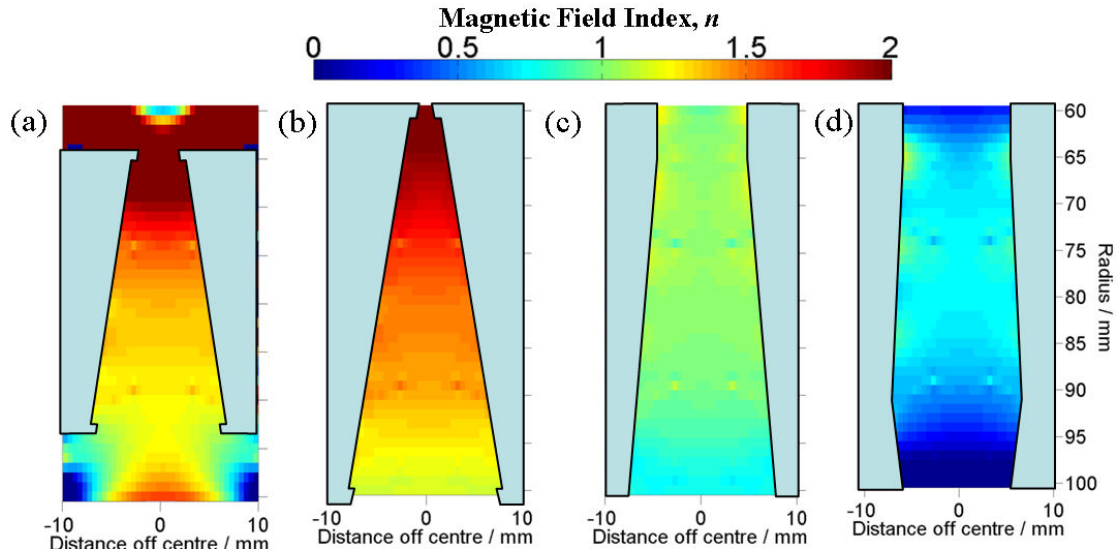 Magnetic Field Index, n
0 0.5 1 1.5 2
(a) (b) (c) (d)
60
65
70
75
80
85
90
95
100
Radius / mm
-10 0 10 -10 0 10 -10 0 10 -10 0 10
Distance off centre / mm Distance off centre / mm Distance off centre / mm Distance off centre / mm